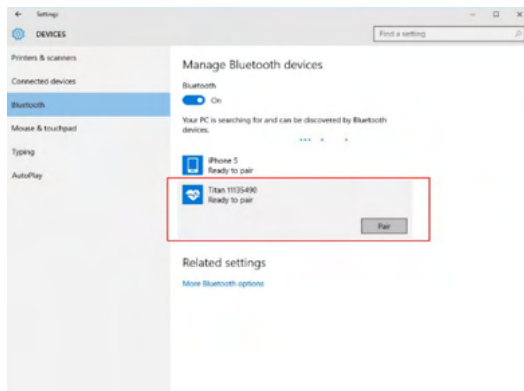 Settings
DEVICES
Find a setting
Printers & scanners
Connected devices
Bluetooth
Mouse & touchpad
Typing
AutoPlay
Manage Bluetooth devices
Bluetooth
On
Your PC is searching for and can be discovered by Bluetooth
devices.
iPhone 5
Ready to pair
Titan 11135490
Ready to pair
Pair
Related settings
More Bluetooth options